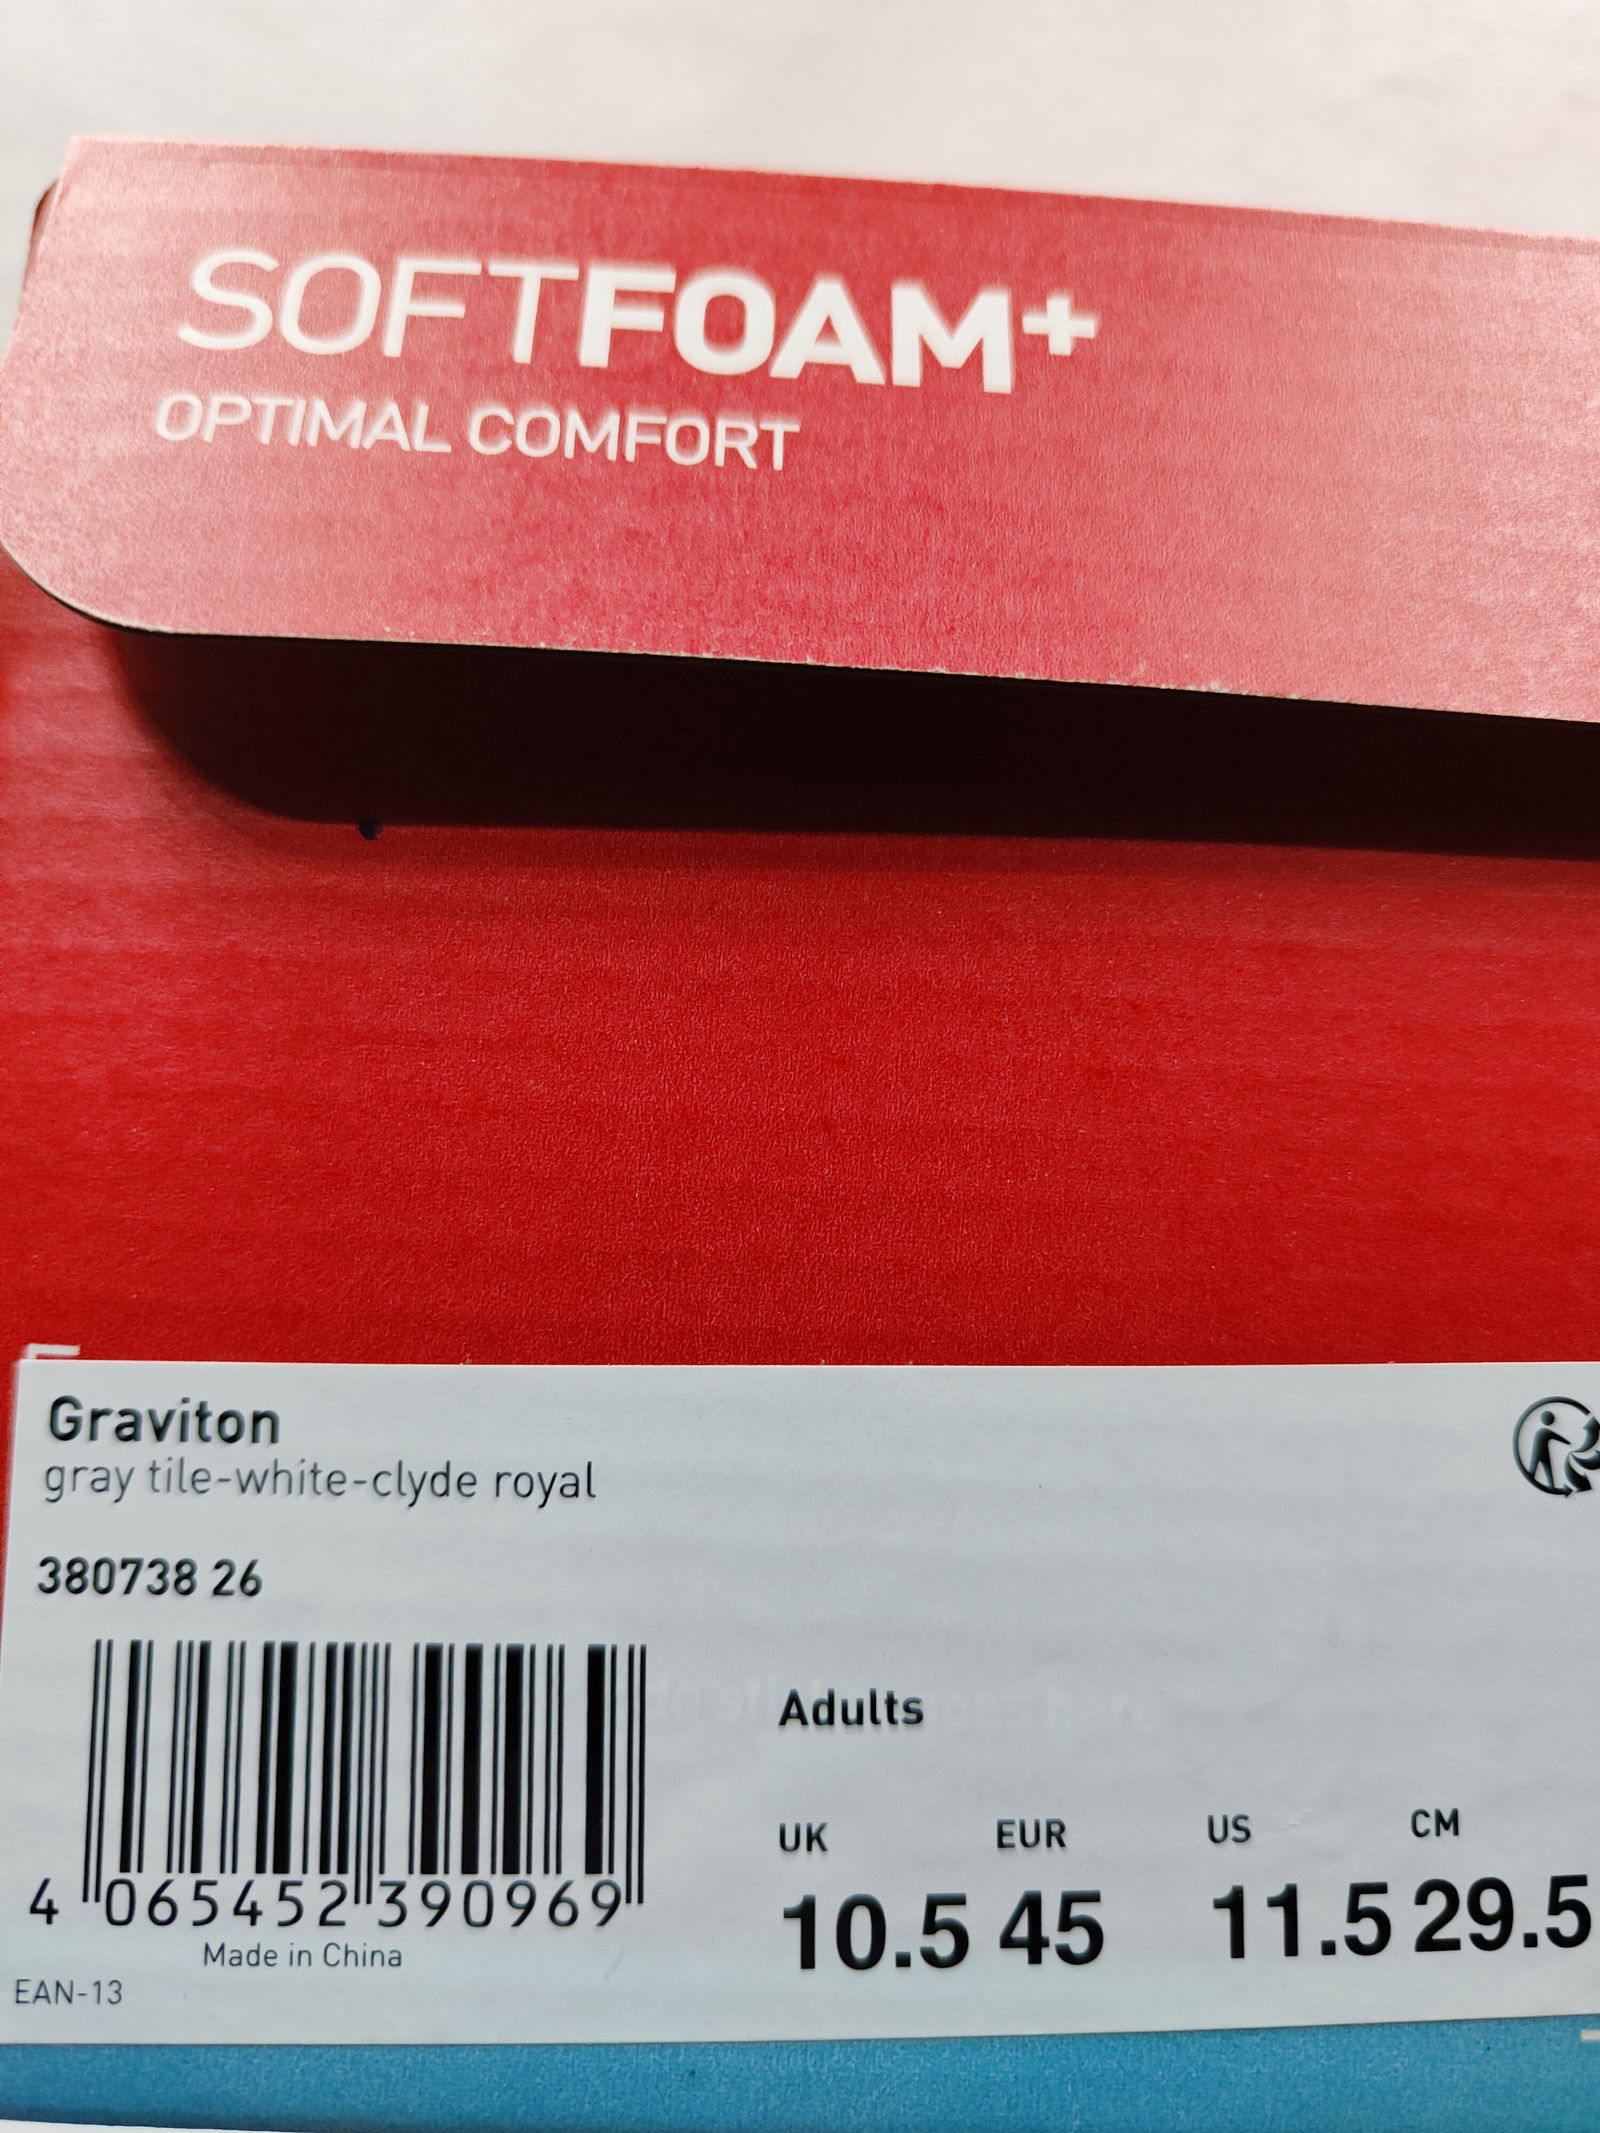 SOFTFOAM+
OPTIMAL COMFORT
Graviton
gray tile-white-clyde royal
380738 26
Adults
UK EUR US CM
10.5 45 11.5 29.5
4 065452 390969
Made in China
EAN-13